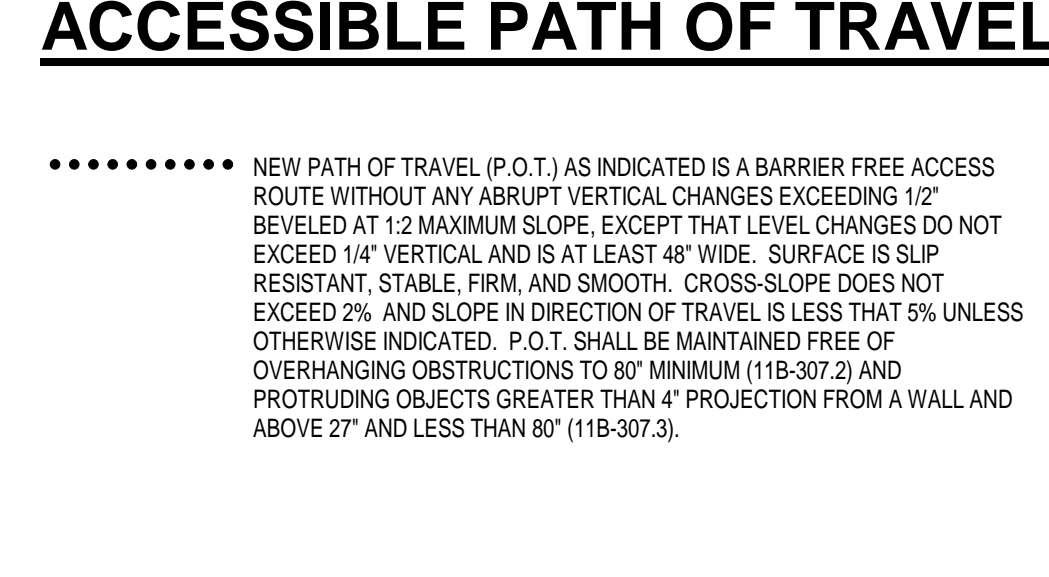 ACCESSIBLE PATH OF TRAVEL
NEW PATH OF TRAVEL (P.O.T.) AS INDICATED IS A BARRIER FREE ACCESS
ROUTE WITHOUT ANY ABRUPT VERTICAL CHANGES EXCEEDING 1/2"
BEVELED AT 1:2 MAXIMUM SLOPE, EXCEPT THAT LEVEL CHANGES DO NOT
EXCEED 1/4" VERTICAL AND IS AT LEAST 48" WIDE.  SURFACE IS SLIP
RESISTANT, STABLE, FIRM, AND SMOOTH.  CROSS-SLOPE DOES NOT
EXCEED 2%  AND SLOPE IN DIRECTION OF TRAVEL IS LESS THAT 5% UNLESS
OTHERWISE INDICATED.  P.O.T. SHALL BE MAINTAINED FREE OF
OVERHANGING OBSTRUCTIONS TO 80" MINIMUM (11B-307.2) AND
PROTRUDING OBJECTS GREATER THAN 4" PROJECTION FROM A WALL AND
ABOVE 27" AND LESS THAN 80" (11B-307.3).